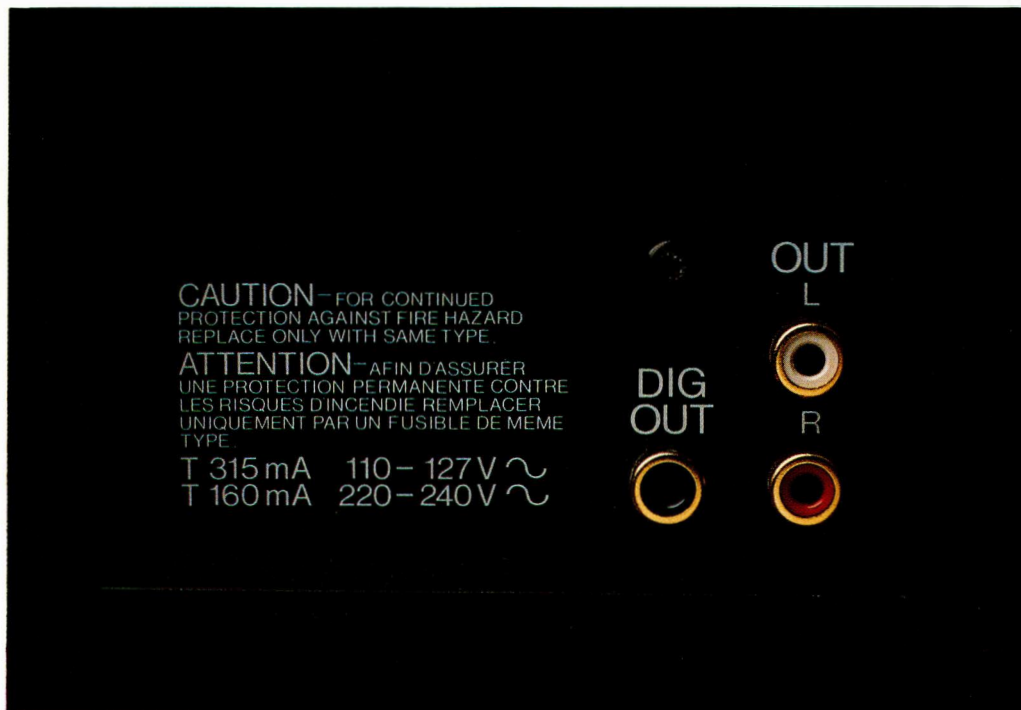 CAUTION–FOR CONTINUED
PROTECTION AGAINST FIRE HAZARD
REPLACE ONLY WITH SAME TYPE.
ATTENTION–AFIN D'ASSURER
UNE PROTECTION PERMANENTE CONTRE
LES RISQUES D'INCENDIE REMPLACER
UNIQUEMENT PAR UN FUSIBLE DE MEME
TYPE.
T 315 mA 110–127 V ∿
T 160 mA 220–240 V ∿
DIG
OUT
OUT
L
R